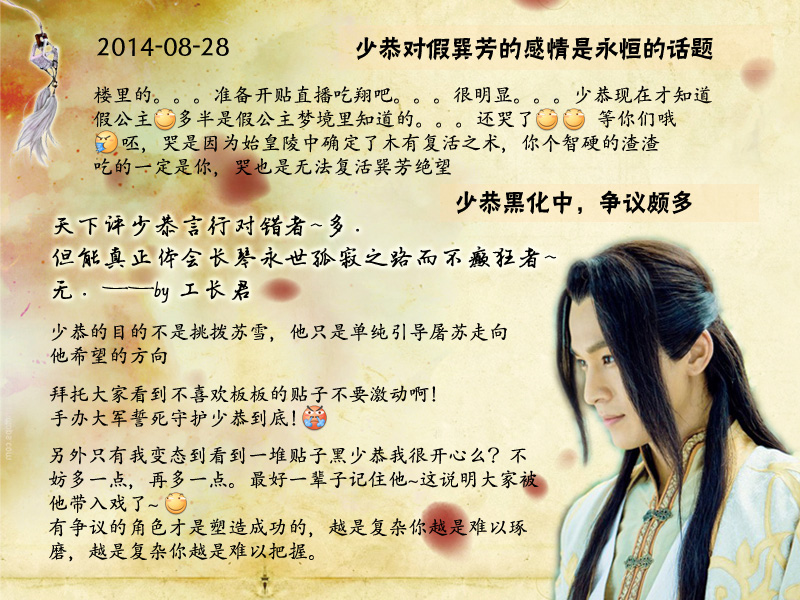 2014-08-28
少恭对假巽芳的感情是永恒的话题
楼里的。。。准备开贴直播吃翔吧。。。很明显。。。少恭现在才知道
假公主多半是假公主梦境里知道的。。。还哭了 等你们哦
呸，哭是因为始皇陵中确定了木有复活之术，你个智硬的渣渣
吃的一定是你，哭也是无法复活巽芳绝望
少恭黑化中，争议颇多
天下评少恭言行对错者~多．
但能真正体会长琴永世孤寂之路而不癫狂者~
无．——by 工长君
少恭的目的不是挑拨苏雪，他只是单纯引导屠苏走向
他希望的方向
拜托大家看到不喜欢板板的贴子不要激动啊！
手办大军誓死守护少恭到底！
另外只有我变态到看到一堆贴子黑少恭我很开心么？不
妨多一点，再多一点。最好一辈子记住他~这说明大家被
他带入戏了~
有争议的角色才是塑造成功的，越是复杂你越是难以琢
磨，越是复杂你越是难以把握。